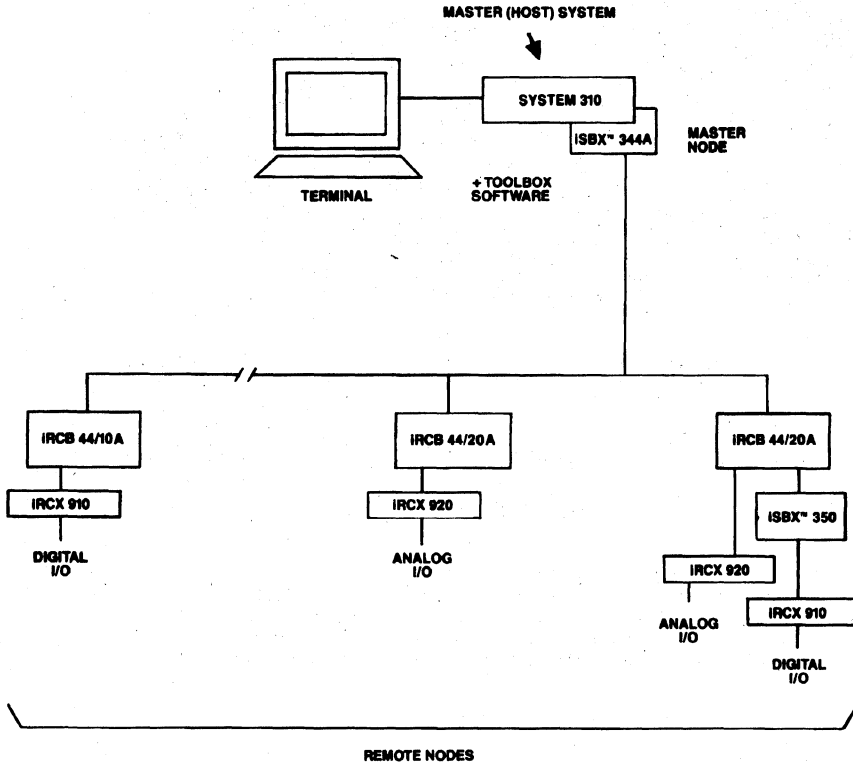 MASTER (HOST) SYSTEM
SYSTEM 310
iSBX™ 344A
MASTER
NODE
TERMINAL
+ TOOLBOX
SOFTWARE
iRCB 44/10A
iRCB 44/20A
iRCB 44/20A
iRCX 910
iRCX 920
iSBX™ 350
DIGITAL
I/O
ANALOG
I/O
iRCX 920
iRCX 910
ANALOG
I/O
DIGITAL
I/O
REMOTE NODES